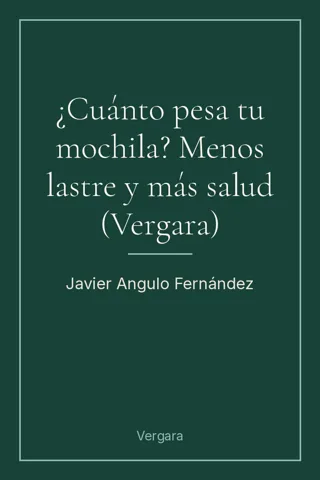 ¿Cuánto pesa tu
mochila? Menos
lastre y más salud
(Vergara)
Javier Angulo Fernández
Vergara